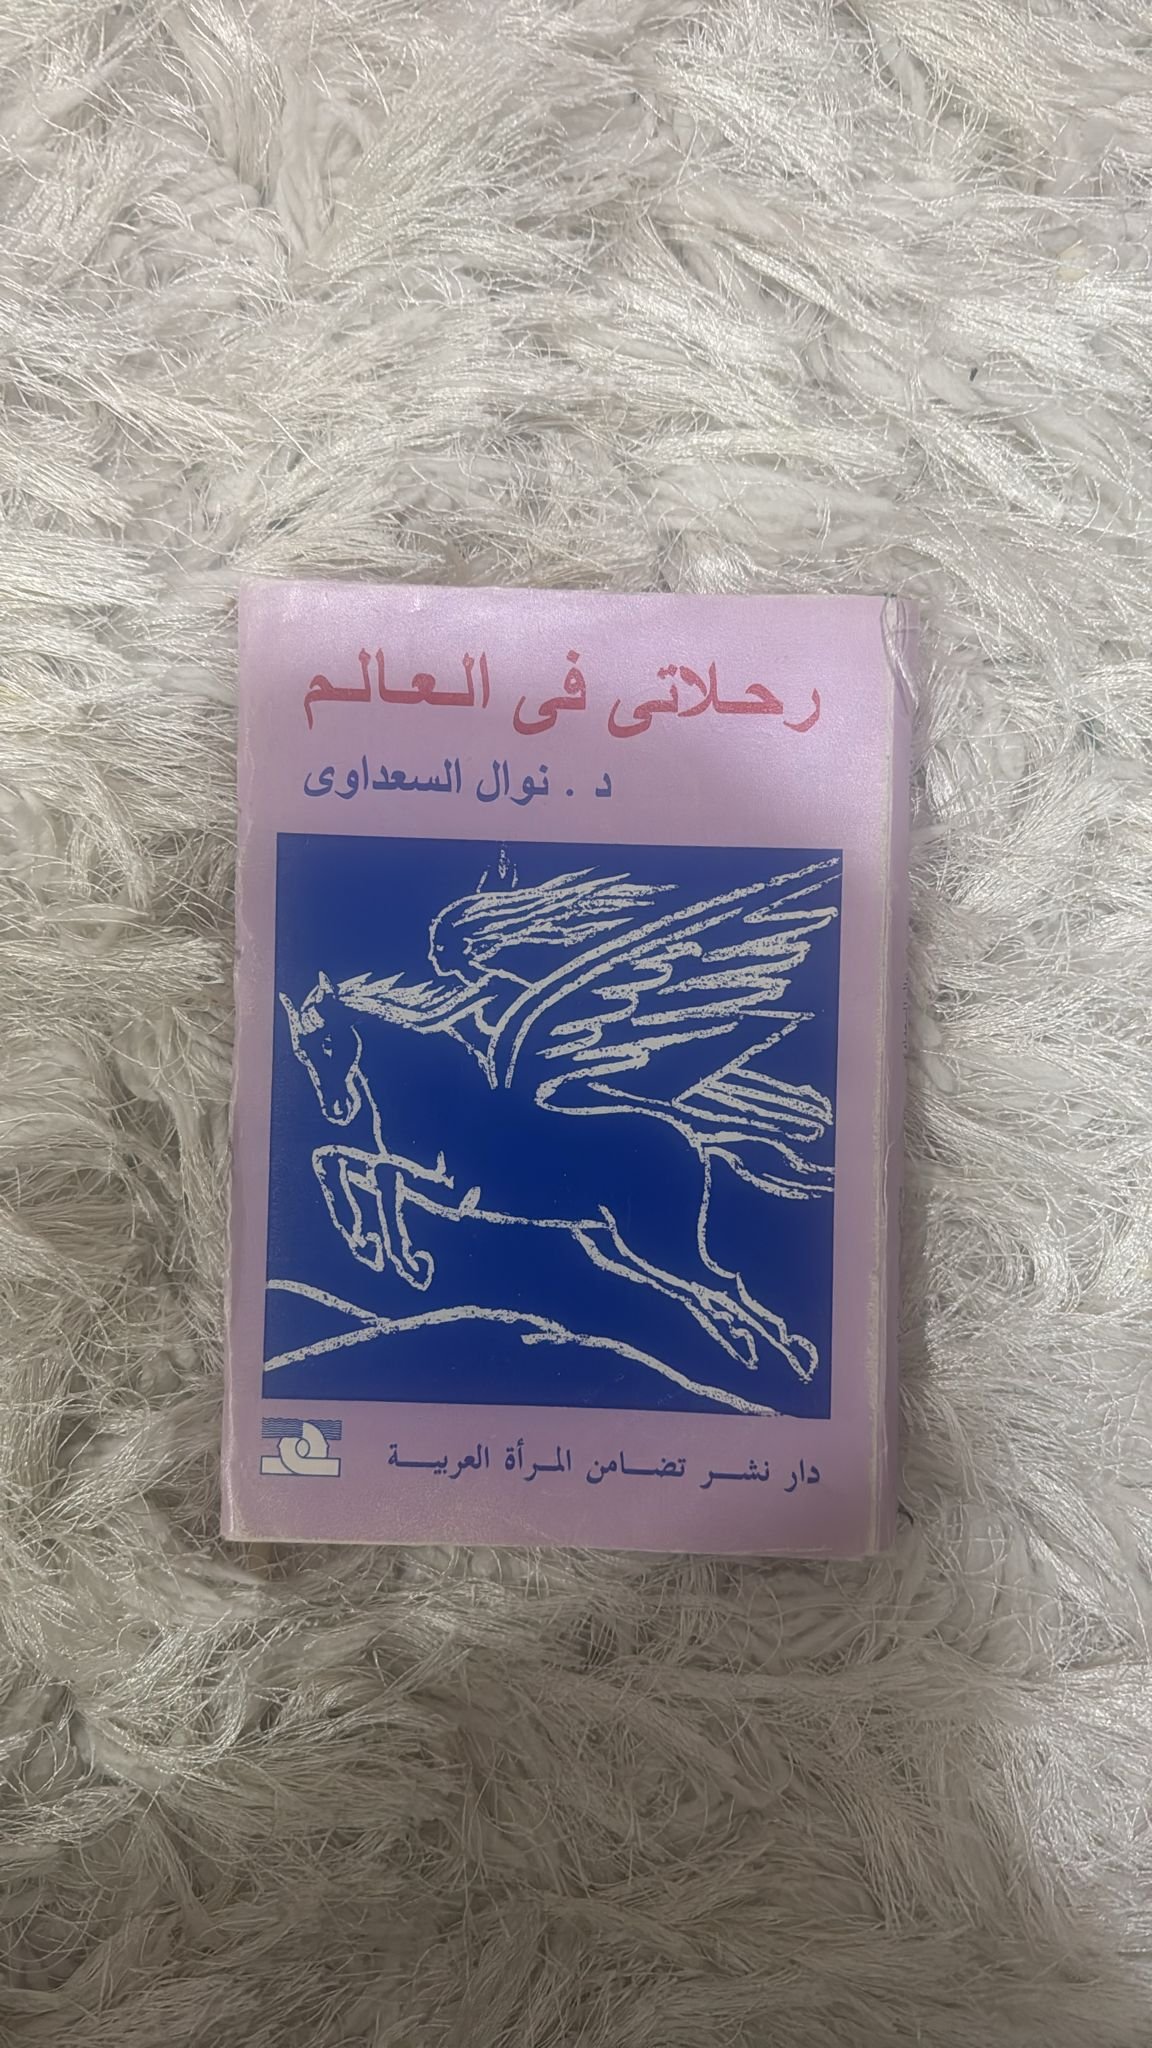 رحلاتى فى العالم
د. نوال السعداوى
دار نشر تضامن المرأة العربية